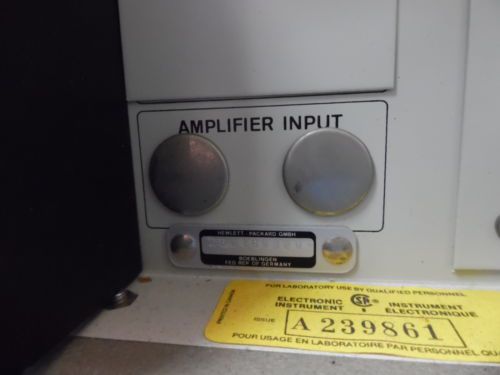 AMPLIFIER INPUT
HEWLETT - PACKARD GMBH
BOEBLINGEN
FED REP OF GERMANY
FOR LABORATORY USE BY QUALIFIED PERSONNEL
ELECTRONIC SA INSTRUMENT
INSTRUMENT ELECTRONIQUE
ISSUE A 239861
POUR USAGE EN LABORATOIRE PAR PERSONNEL